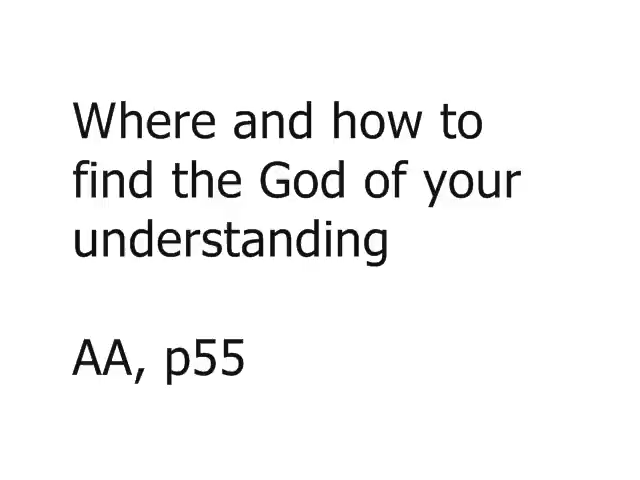 Where and how to
find the God of your
understanding
AA, p55